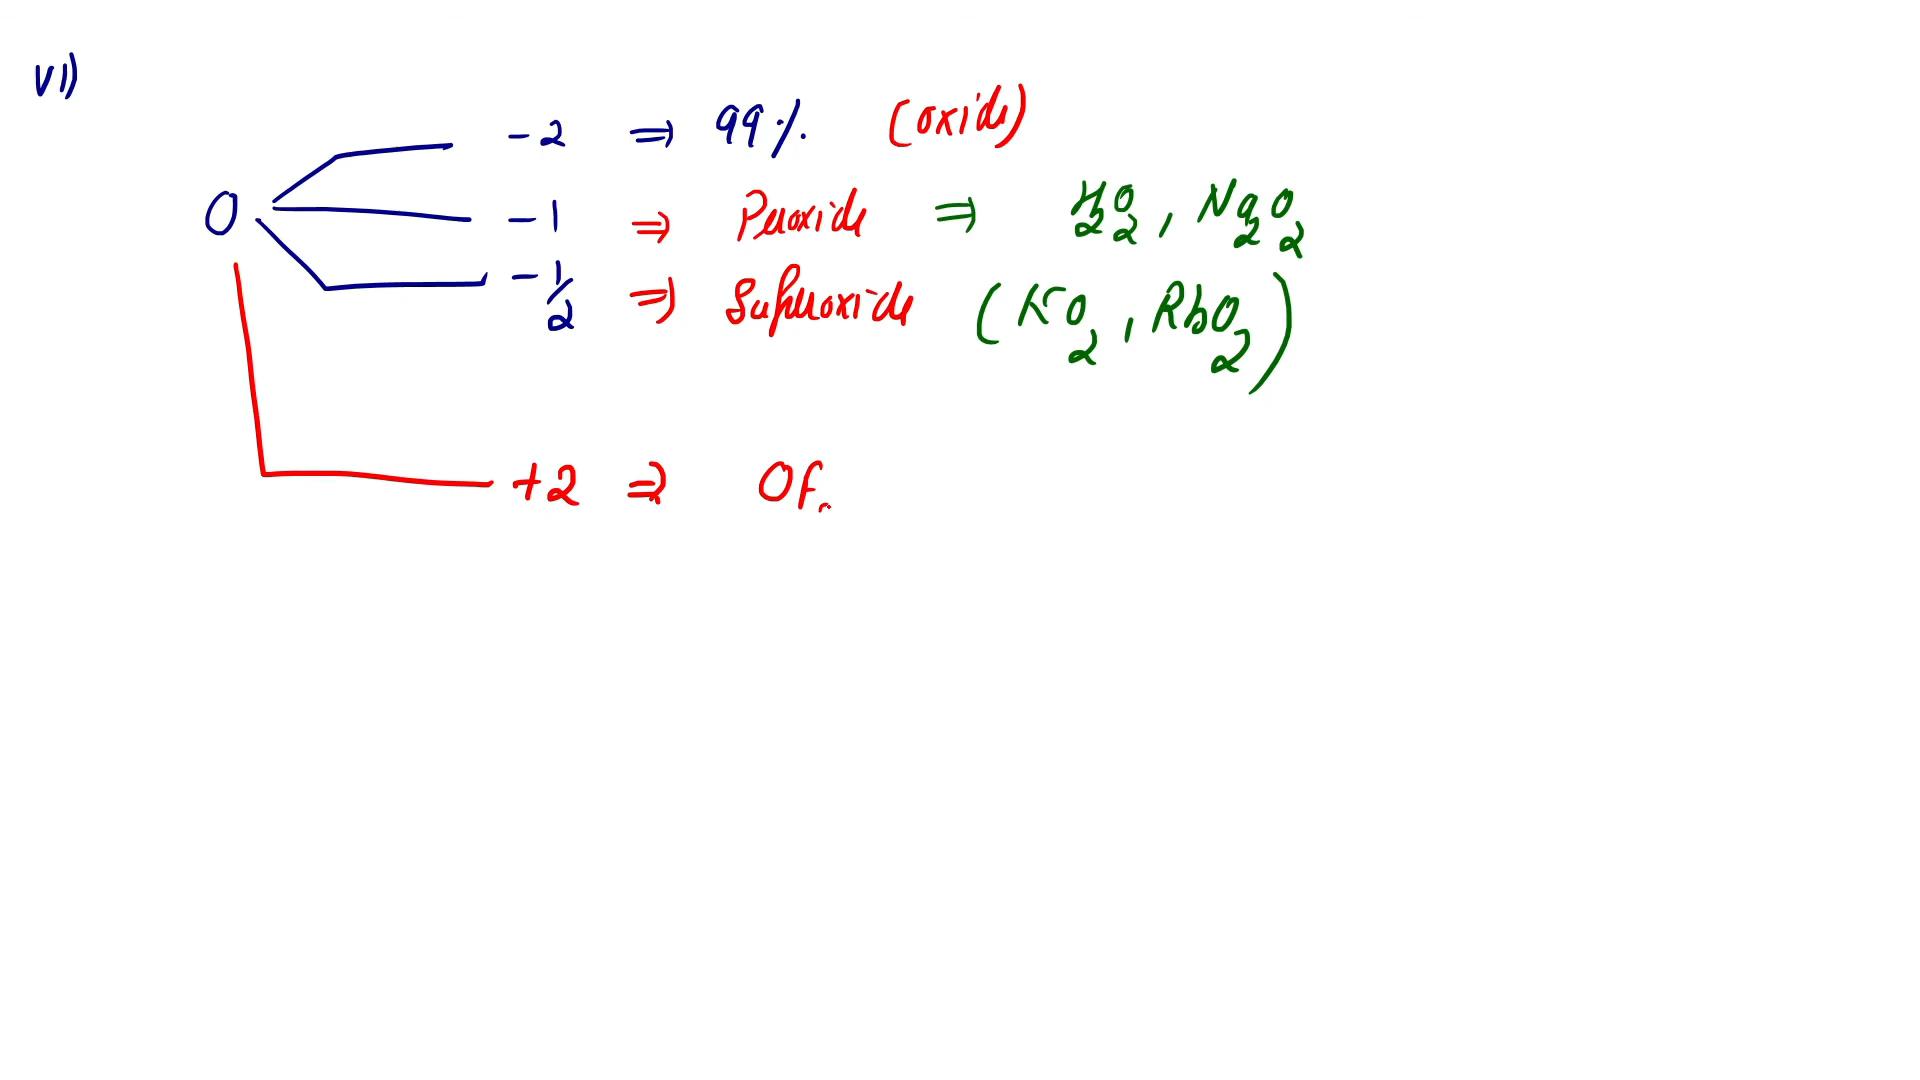 vi)
-2 ⇒ 99% (oxide)
O -1 ⇒ Peroxide ⇒ H₂O₂, Na₂O₂
-1/2 ⇒ Superoxide (KO₂, RbO₂)
+2 ⇒ OF